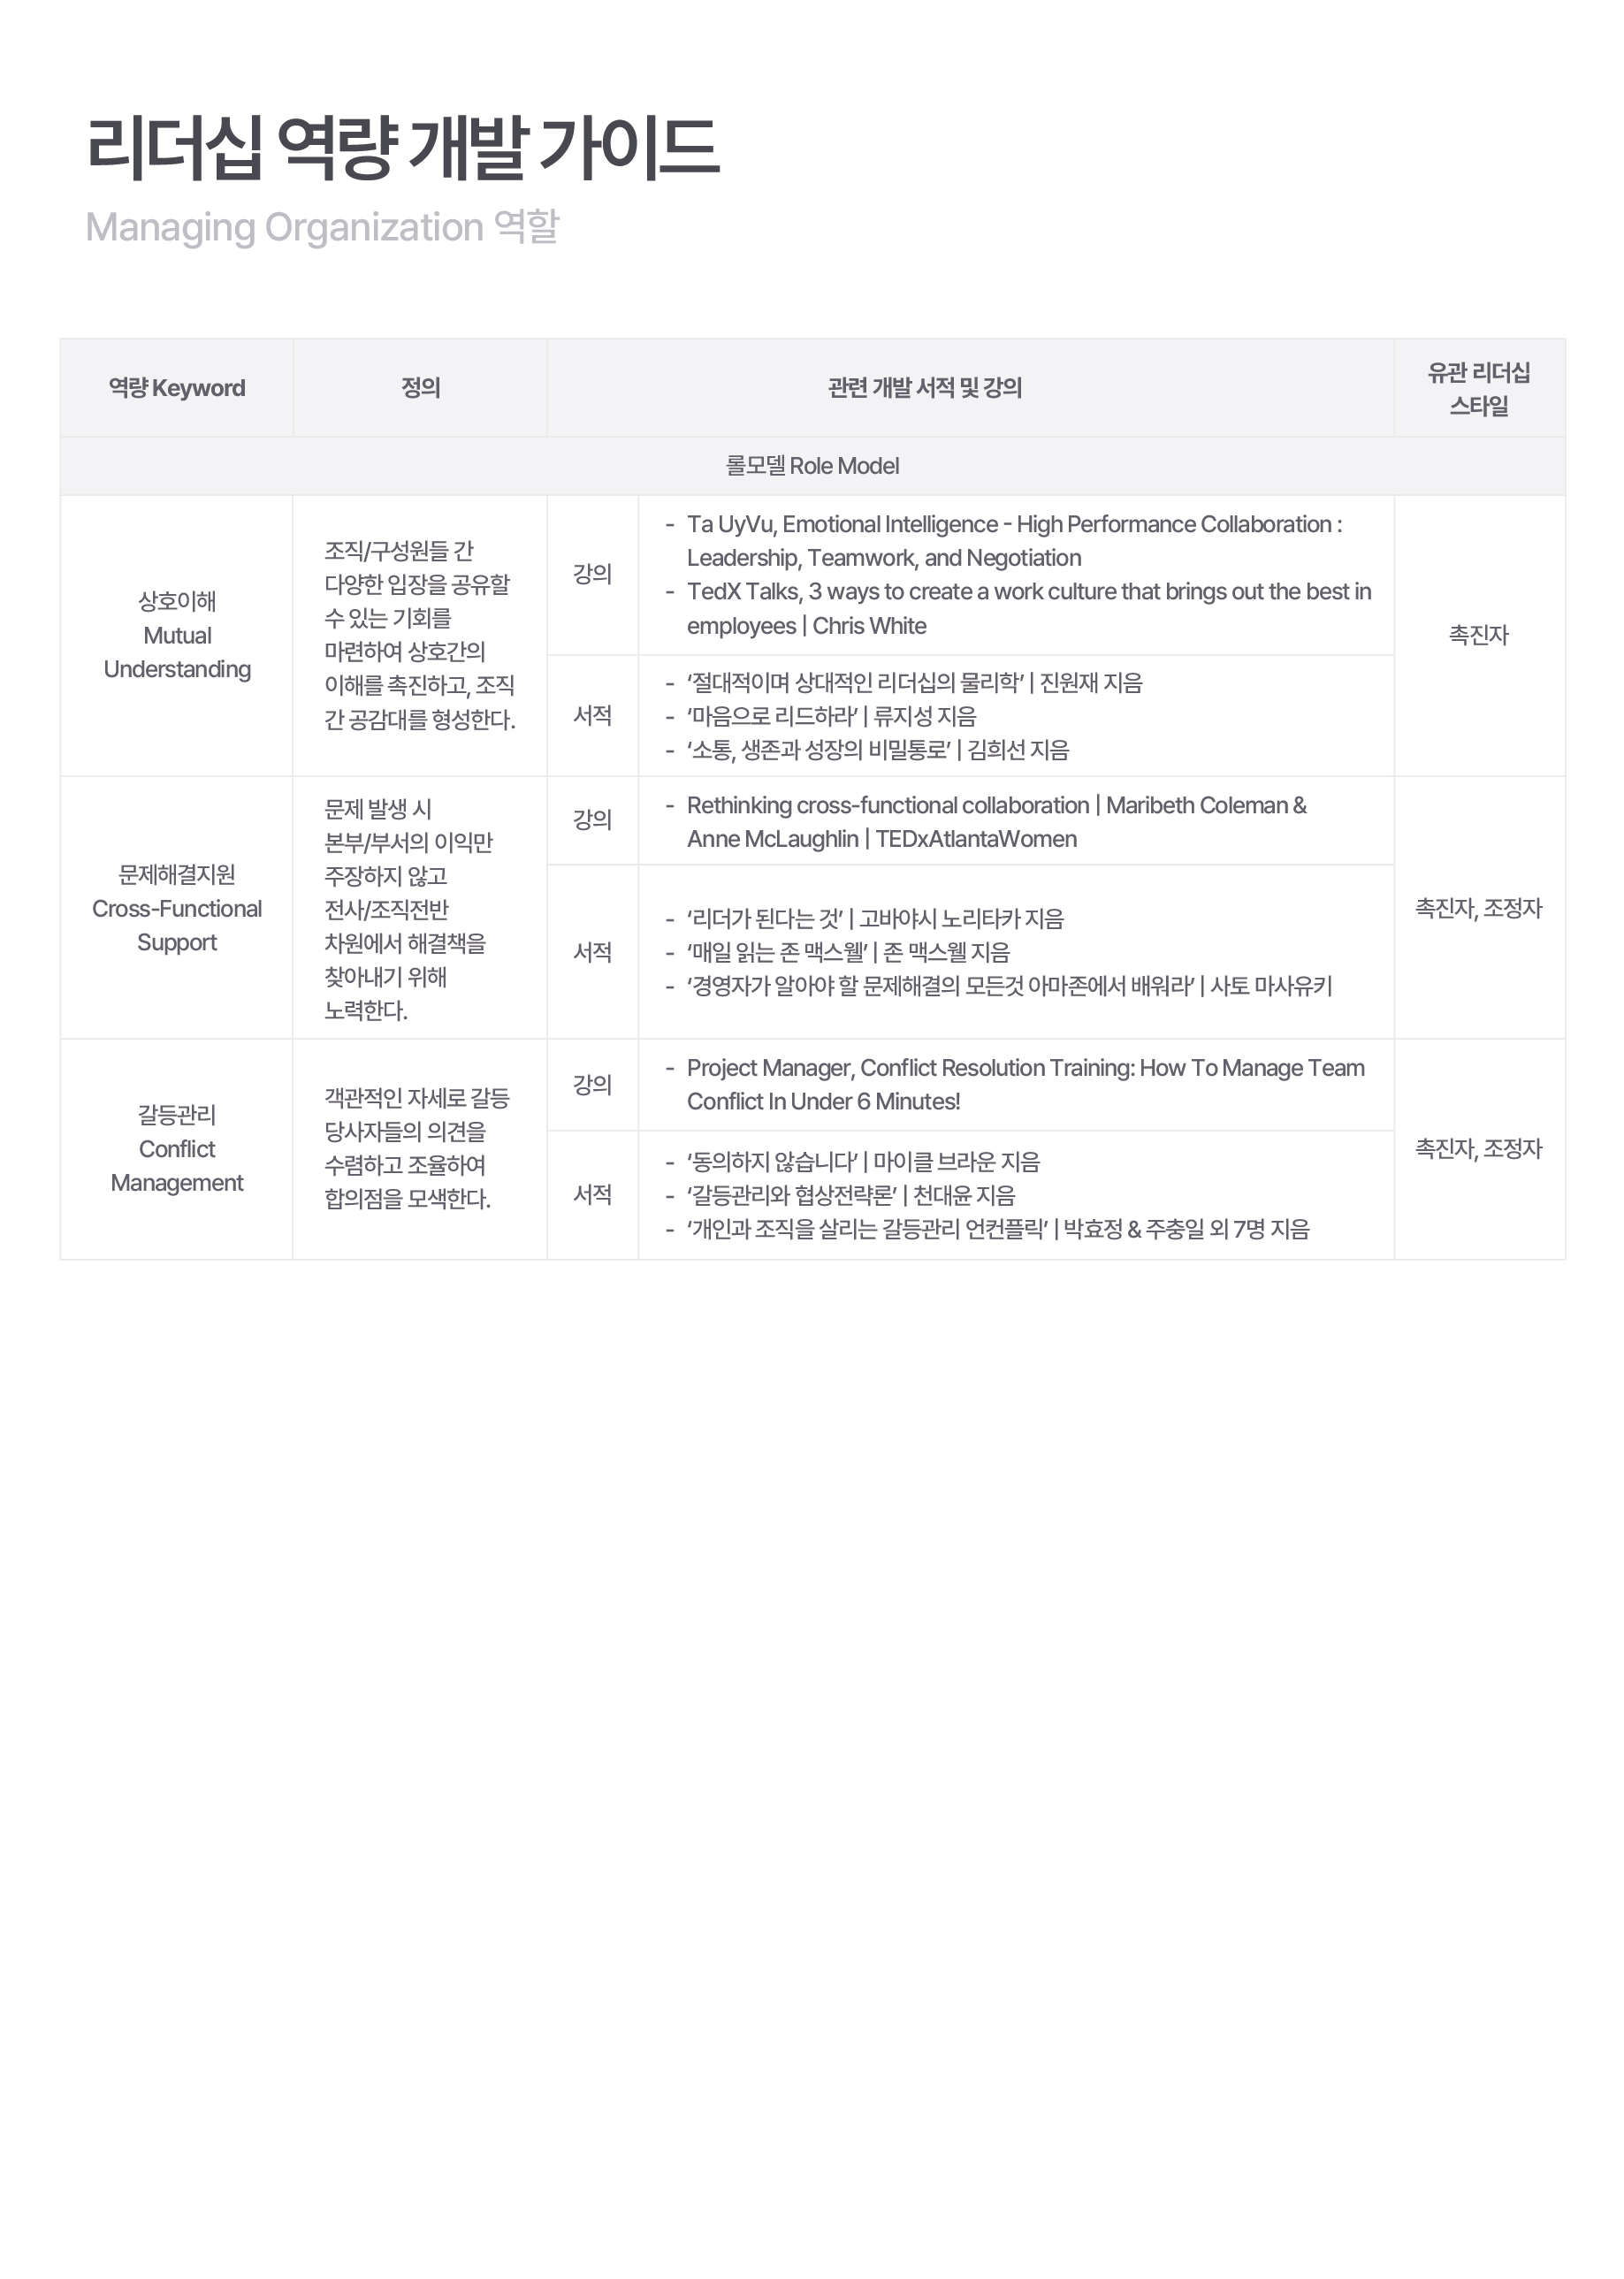 리더십 역량 개발 가이드
Managing Organization 역할
역량 Keyword
정의
관련 개발 서적 및 강의
유관 리더십
스타일
롤모델 Role Model
상호이해
Mutual
Understanding
조직/구성원들 간
다양한 입장을 공유할
수 있는 기회를
마련하여 상호간의
이해를 촉진하고, 조직
간 공감대를 형성한다.
강의
- Ta UyVu, Emotional Intelligence - High Performance Collaboration :
Leadership, Teamwork, and Negotiation
- TedX Talks, 3 ways to create a work culture that brings out the best in
employees | Chris White
서적
- ‘절대적이며 상대적인 리더십의 물리학’ | 진원재 지음
- ‘마음으로 리드하라’ | 류지성 지음
- ‘소통, 생존과 성장의 비밀통로’ | 김희선 지음
촉진자
문제해결지원
Cross-Functional
Support
문제 발생 시
본부/부서의 이익만
주장하지 않고
전사/조직전반
차원에서 해결책을
찾아내기 위해
노력한다.
강의
- Rethinking cross-functional collaboration | Maribeth Coleman &
Anne McLaughlin | TEDxAtlantaWomen
서적
- ‘리더가 된다는 것’ | 고바야시 노리타카 지음
- ‘매일 읽는 존 맥스웰’ | 존 맥스웰 지음
- ‘경영자가 알아야 할 문제해결의 모든것 아마존에서 배워라’ | 사토 마사유키
촉진자, 조정자
갈등관리
Conflict
Management
객관적인 자세로 갈등
당사자들의 의견을
수렴하고 조율하여
합의점을 모색한다.
강의
- Project Manager, Conflict Resolution Training: How To Manage Team
Conflict In Under 6 Minutes!
서적
- ‘동의하지 않습니다’ | 마이클 브라운 지음
- ‘갈등관리와 협상전략론’ | 천대윤 지음
- ‘개인과 조직을 살리는 갈등관리 언컨플릭’ | 박효정 & 주충일 외 7명 지음
촉진자, 조정자